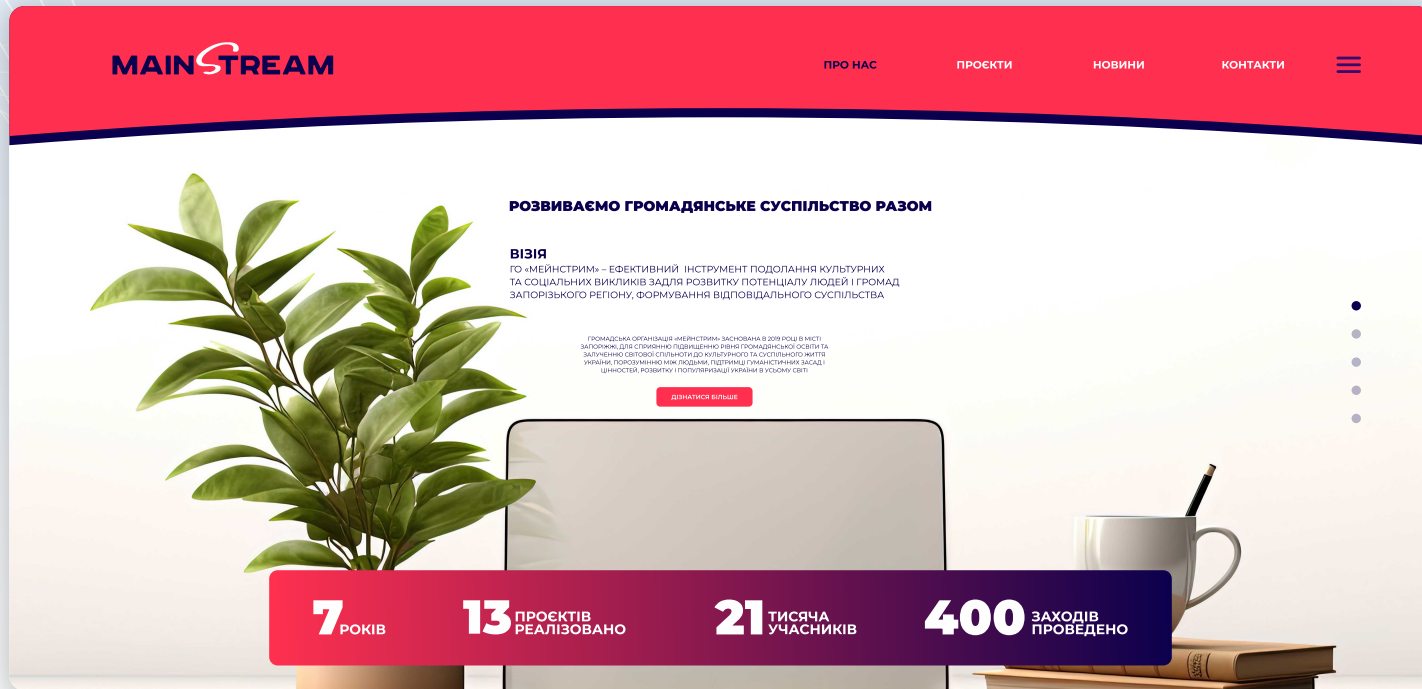 MAINSTREAM
ПРО НАС
ПРОЄКТИ
НОВИНИ
КОНТАКТИ
РОЗВИВАЄМО ГРОМАДЯНСЬКЕ СУСПІЛЬСТВО РАЗОМ
ВІЗІЯ
ГО «МЕЙНСТРИМ» – ЕФЕКТИВНИЙ ІНСТРУМЕНТ ПОДОЛАННЯ КУЛЬТУРНИХ
ТА СОЦІАЛЬНИХ ВИКЛИКІВ ЗАДЛЯ РОЗВИТКУ ПОТЕНЦІАЛУ ЛЮДЕЙ І ГРОМАД
ЗАПОРІЗЬКОГО РЕГІОНУ, ФОРМУВАННЯ ВІДПОВІДАЛЬНОГО СУСПІЛЬСТВА
ГРОМАДСЬКА ОРГАНІЗАЦІЯ «МЕЙНСТРИМ» ЗАСНОВАНА В 2019 РОЦІ В МІСТІ
ЗАПОРІЖЖІ, ДЛЯ СПРИЯННЮ ПІДВИЩЕННЮ РІВНЯ ГРОМАДЯНСЬКОЇ ОСВІТИ ТА
ЗАЛУЧЕННЮ СВІТОВОЇ СПІЛЬНОТИ ДО КУЛЬТУРНОГО ТА СУСПІЛЬНОГО ЖИТТЯ
УКРАЇНИ, ПОРОЗУМІННЮ МІЖ ЛЮДЬМИ, ПІДТРИМЦІ ГУМАНІСТИЧНИХ ЗАСАД І
ЦІННОСТЕЙ, РОЗВИТКУ І ПОПУЛЯРИЗАЦІЇ УКРАЇНИ В УСЬОМУ СВІТІ
ДІЗНАТИСЯ БІЛЬШЕ
7 РОКІВ
13 ПРОЄКТІВ
РЕАЛІЗОВАНО
21 ТИСЯЧА
УЧАСНИКІВ
400 ЗАХОДІВ
ПРОВЕДЕНО